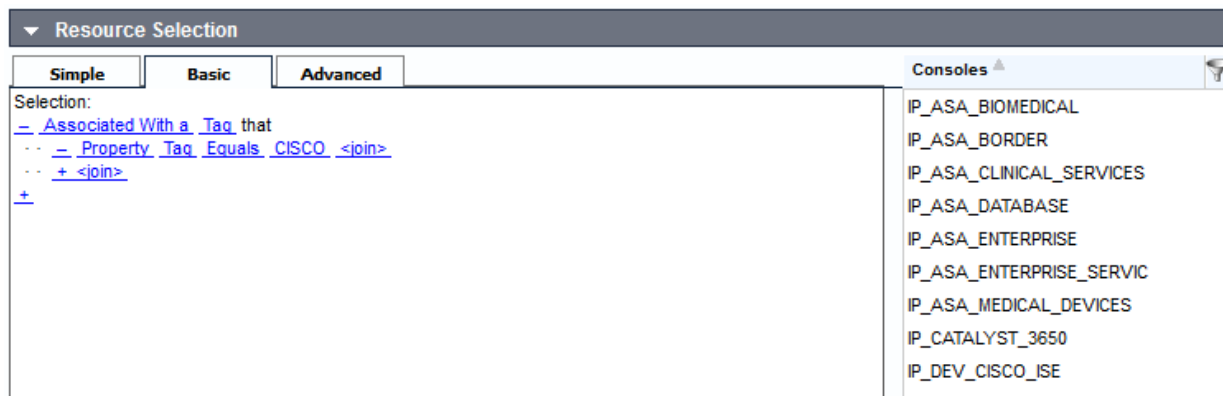 Resource Selection
Simple Basic Advanced
Selection:
– Associated With a Tag that
– Property Tag Equals CISCO <join>
+ <join>
+
Consoles
IP_ASA_BIOMEDICAL
IP_ASA_BORDER
IP_ASA_CLINICAL_SERVICES
IP_ASA_DATABASE
IP_ASA_ENTERPRISE
IP_ASA_ENTERPRISE_SERVIC
IP_ASA_MEDICAL_DEVICES
IP_CATALYST_3650
IP_DEV_CISCO_ISE